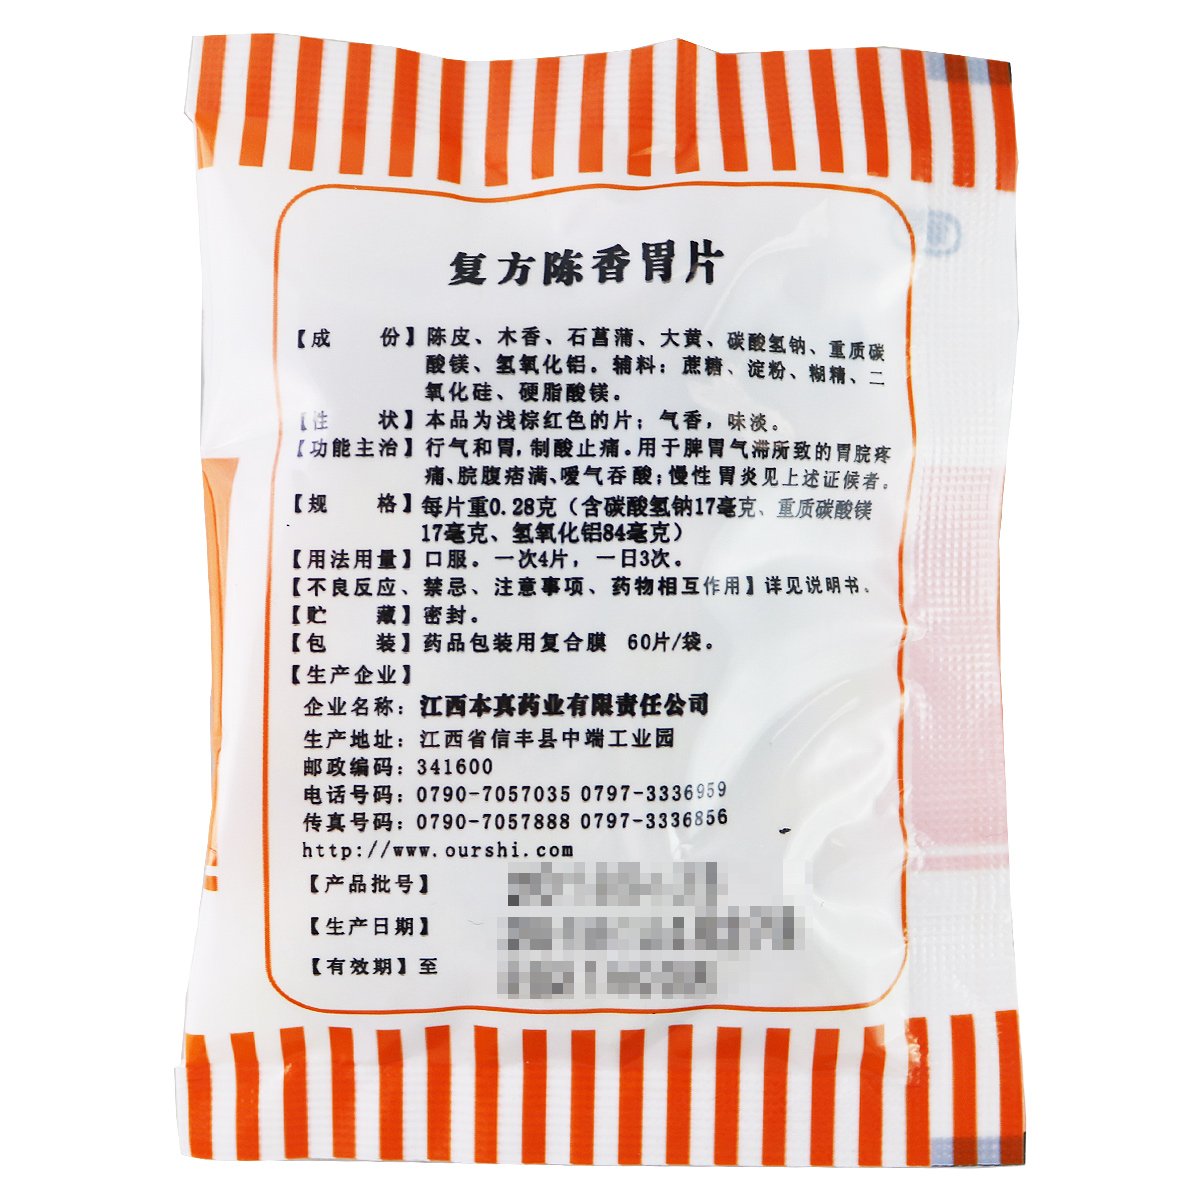 复方陈香胃片
【成 份】陈皮、木香、石菖蒲、大黄、碳酸氢钠、重质碳
酸镁、氢氧化铝。辅料：蔗糖、淀粉、糊精、二
氧化硅、硬脂酸镁。
【性 状】本品为浅棕红色的片；气香，味淡。
【功能主治】行气和胃，制酸止痛。用于脾胃气滞所致的胃脘疼
痛、脘腹痞满、嗳气吞酸；慢性胃炎见上述证候者。
【规 格】每片重0.28克（含碳酸氢钠17毫克、重质碳酸镁
17毫克、氢氧化铝84毫克）
【用法用量】口服。一次4片，一日3次。
【不良反应、禁忌、注意事项、药物相互作用】详见说明书。
【贮 藏】密封。
【包 装】药品包装用复合膜 60片/袋。
【生产企业】
企业名称：江西本真药业有限责任公司
生产地址：江西省信丰县中端工业园
邮政编码：341600
电话号码：0790-7057035 0797-3336959
传真号码：0790-7057888 0797-3336856
http://www.ourshi.com
【产品批号】
【生产日期】
【有效期】至